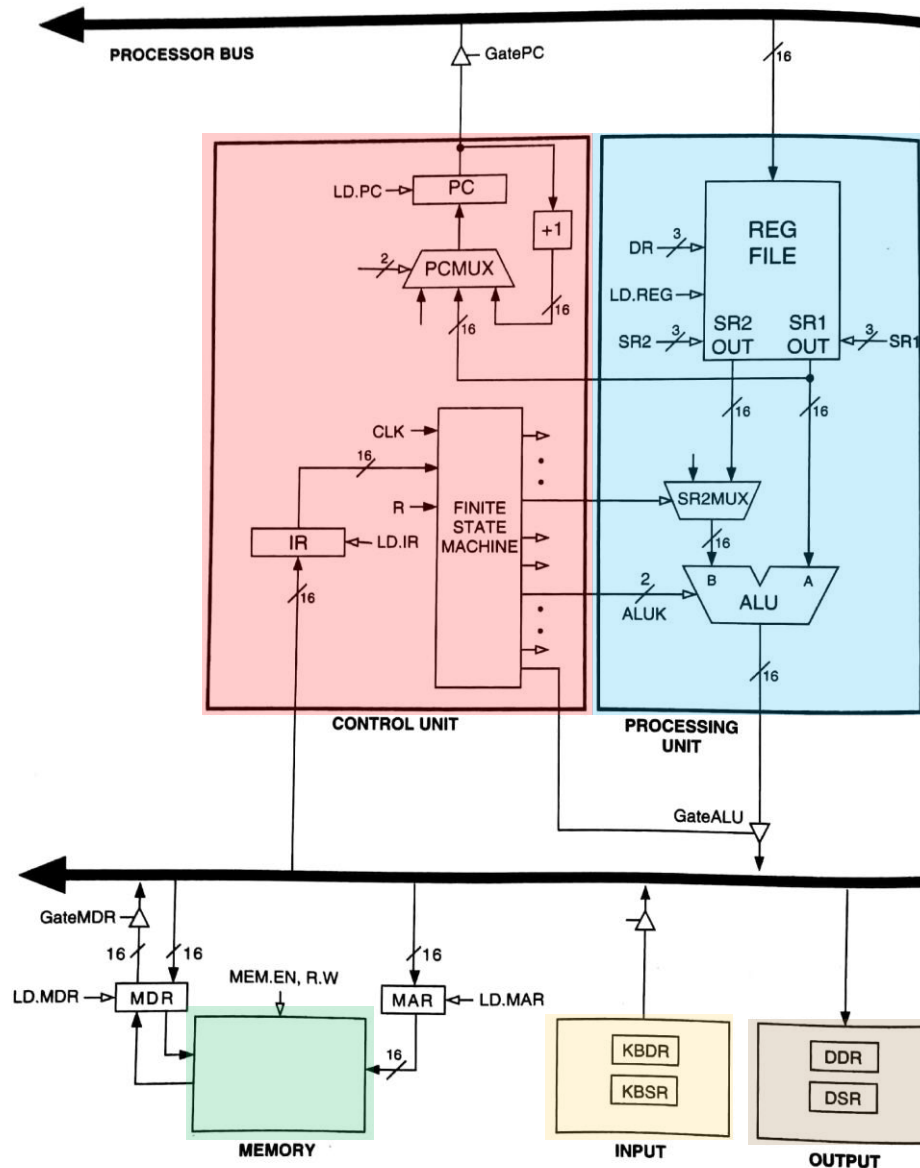 PROCESSOR BUS
GatePC
16
LD.PC
PC
+1
2
PCMUX
16
16
REG
FILE
DR
3
LD.REG
SR2
3
SR2
OUT
SR1
OUT
3
SR1
16
16
CLK
16
R
FINITE
STATE
MACHINE
IR
LD.IR
16
SR2MUX
16
B
A
ALU
2
ALUK
16
CONTROL UNIT
PROCESSING
UNIT
GateALU
GateMDR
16
16
16
LD.MDR
MDR
MEM.EN, R.W
MAR
LD.MAR
16
MEMORY
KBDR
KBSR
INPUT
DDR
DSR
OUTPUT